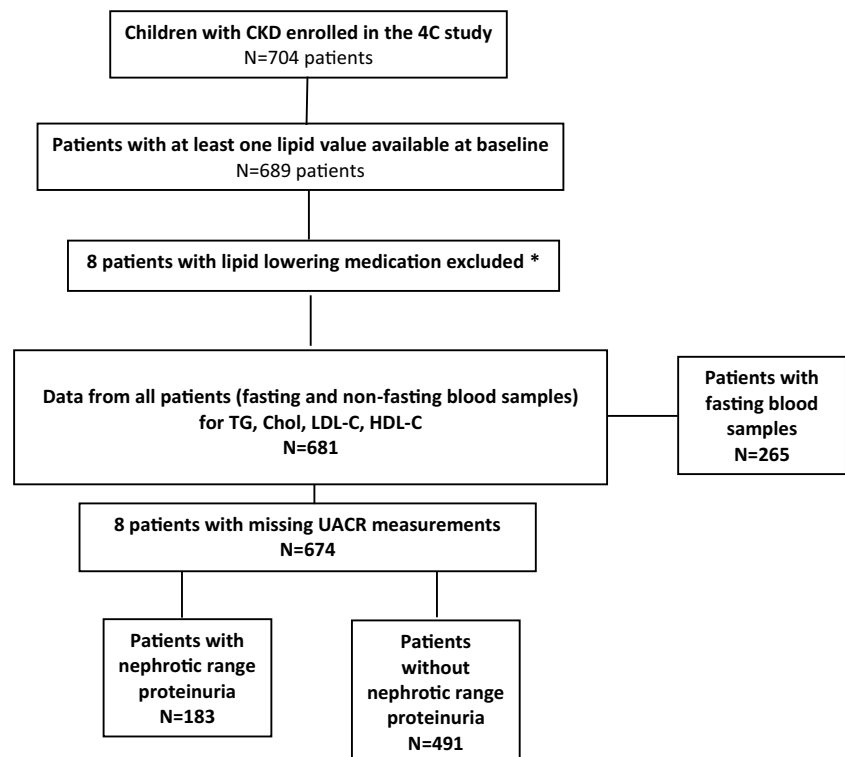 Children with CKD enrolled in the 4C study
N=704 patients
Patients with at least one lipid value available at baseline
N=689 patients
8 patients with lipid lowering medication excluded *
Data from all patients (fasting and non-fasting blood samples)
for TG, Chol, LDL-C, HDL-C
N=681
Patients with
fasting blood
samples
N=265
8 patients with missing UACR measurements
N=674
Patients with
nephrotic range
proteinuria
N=183
Patients
without
nephrotic range
proteinuria
N=491